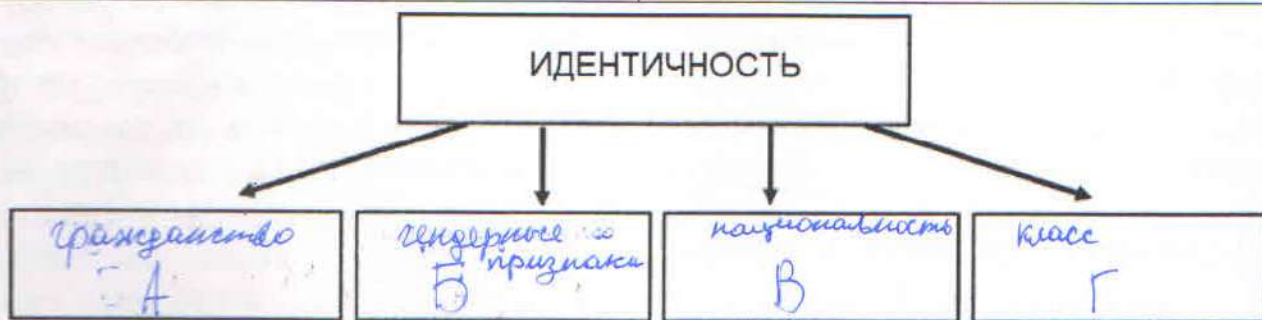 ИДЕНТИЧНОСТЬ
гражданство
А
гендерные
признаки
Б
национальность
В
класс
Г